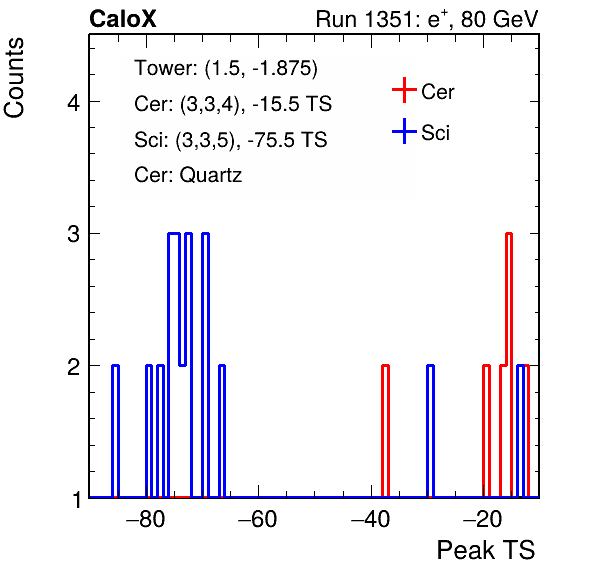 CaloX Run 1351: e⁺, 80 GeV
Counts
Tower: (1.5, -1.875)
Cer: (3,3,4), -15.5 TS
Sci: (3,3,5), -75.5 TS
Cer: Quartz
Cer
Sci
4
3
2
1
−80 −60 −40 −20
Peak TS